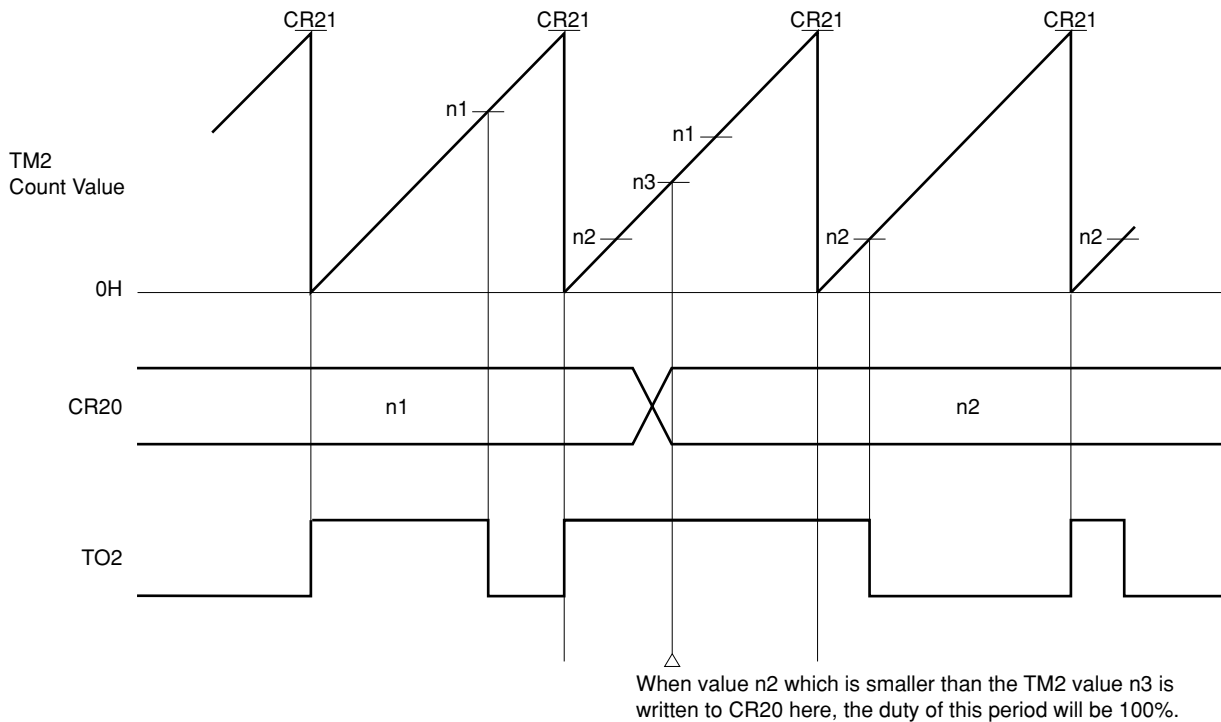 CR21 CR21 CR21 CR21
n1
n1
TM2
Count Value
n3
n2 n2 n2
0H
CR20 n1 n2
TO2
When value n2 which is smaller than the TM2 value n3 is
written to CR20 here, the duty of this period will be 100%.